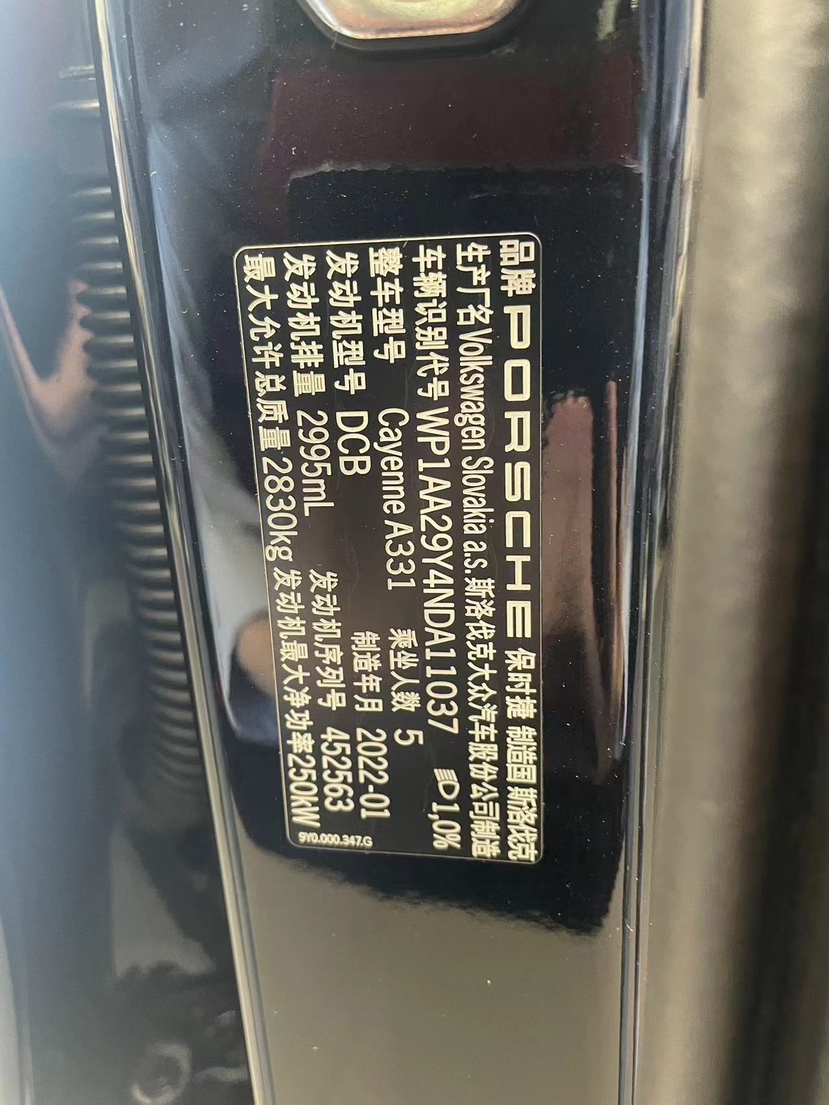 品牌 PORSCHE 保时捷 制造国 斯洛伐克
生产厂名 Volkswagen Slovakia a.s.斯洛伐克大众汽车股份公司制造
车辆识别代号 WP1AA29Y4NDA11037 1,0%
整车型号 Cayenne A331 乘坐人数 5
发动机型号 DCB 制造年月 2022-01
发动机排量 2995mL 发动机序列号 452563
最大允许总质量 2830kg 发动机最大净功率250kW
9Y0.000.347.G